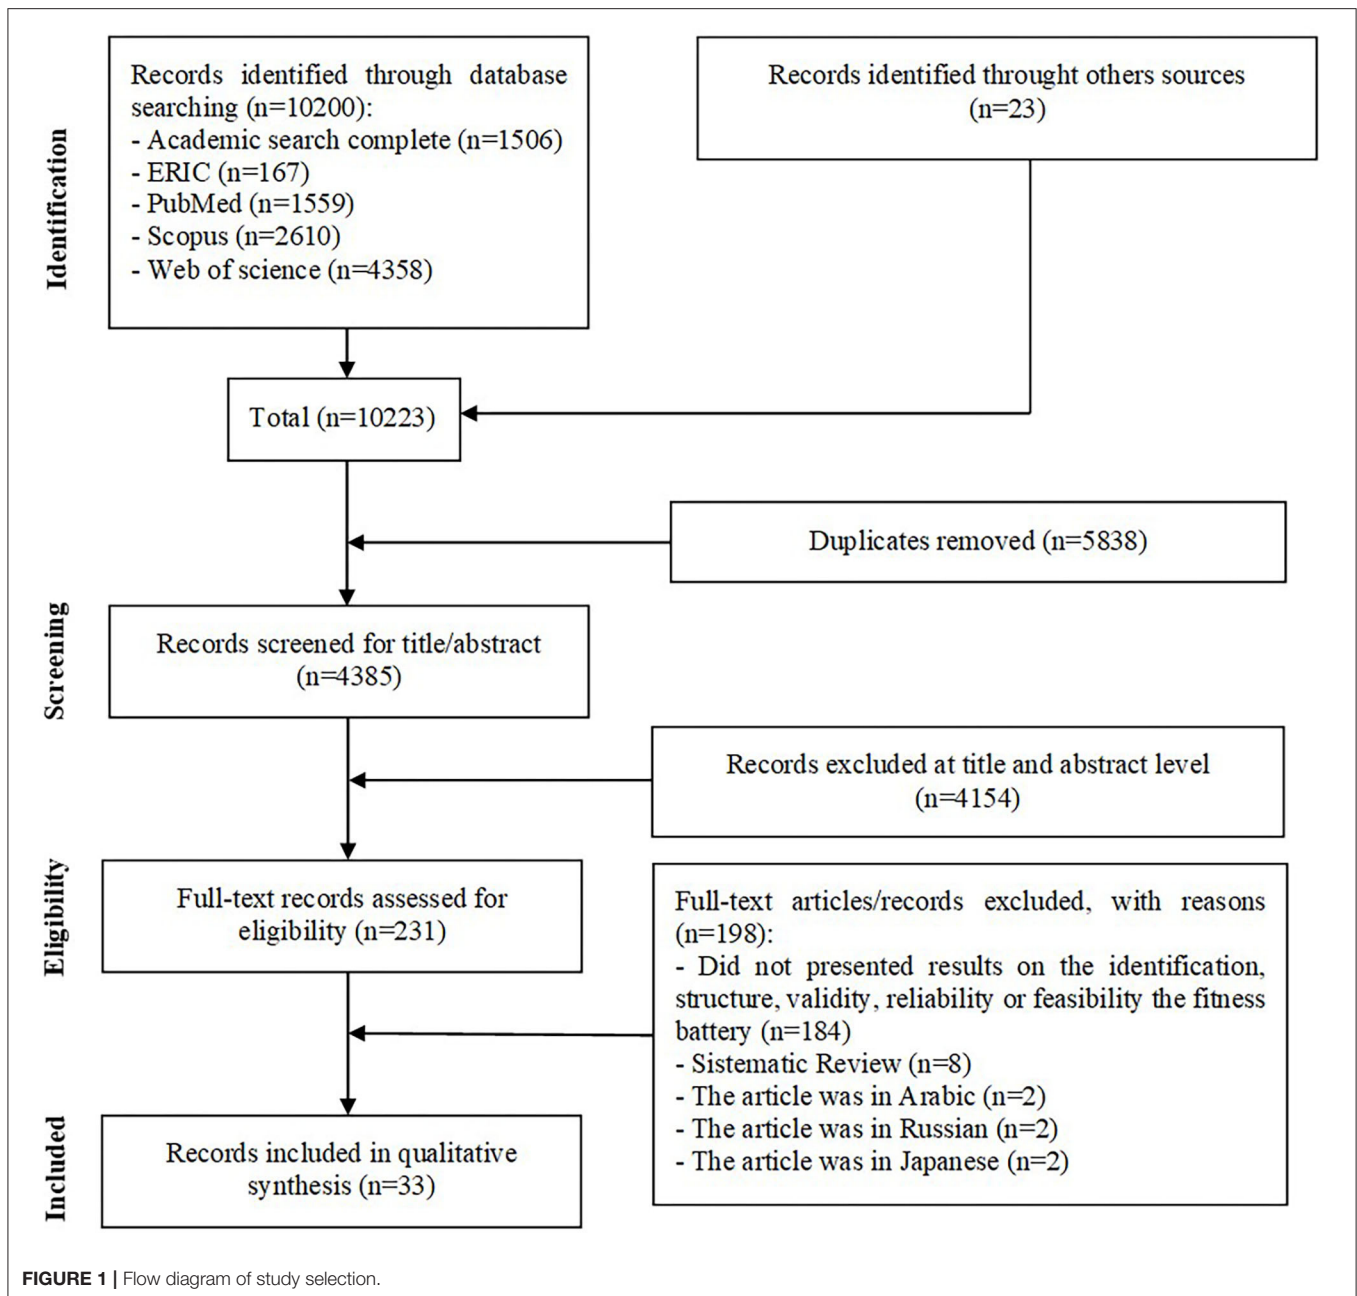 Identification
Records identified through database
searching (n=10200):
- Academic search complete (n=1506)
- ERIC (n=167)
- PubMed (n=1559)
- Scopus (n=2610)
- Web of science (n=4358)
Records identified throught others sources
(n=23)
Total (n=10223)
Duplicates removed (n=5838)
Screening
Records screened for title/abstract
(n=4385)
Records excluded at title and abstract level
(n=4154)
Eligibility
Full-text records assessed for
eligibility (n=231)
Full-text articles/records excluded, with reasons
(n=198):
- Did not presented results on the identification,
structure, validity, reliability or feasibility the fitness
battery (n=184)
- Sistematic Review (n=8)
- The article was in Arabic (n=2)
- The article was in Russian (n=2)
- The article was in Japanese (n=2)
Included
Records included in qualitative
synthesis (n=33)
FIGURE 1 | Flow diagram of study selection.